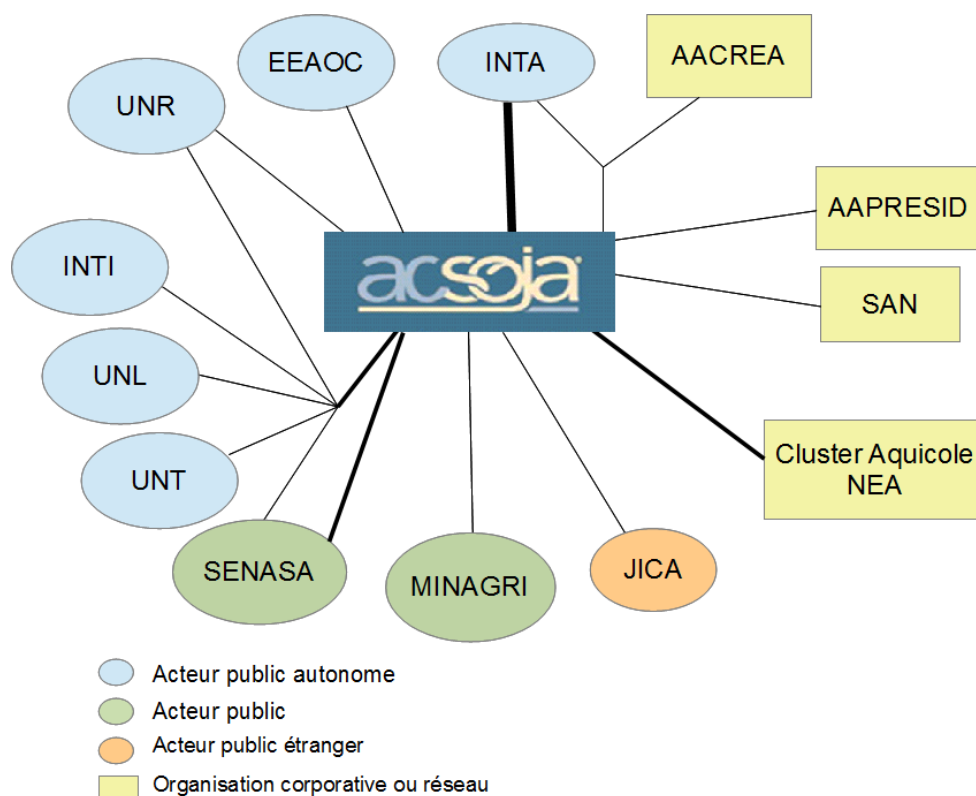 EEAOC
INTA
AACREA
UNR
AAPRESID
INTI
acsoja
SAN
UNL
UNT
Cluster Aquicole
NEA
SENASA
MINAGRI
JICA
Acteur public autonome
Acteur public
Acteur public étranger
Organisation corporative ou réseau